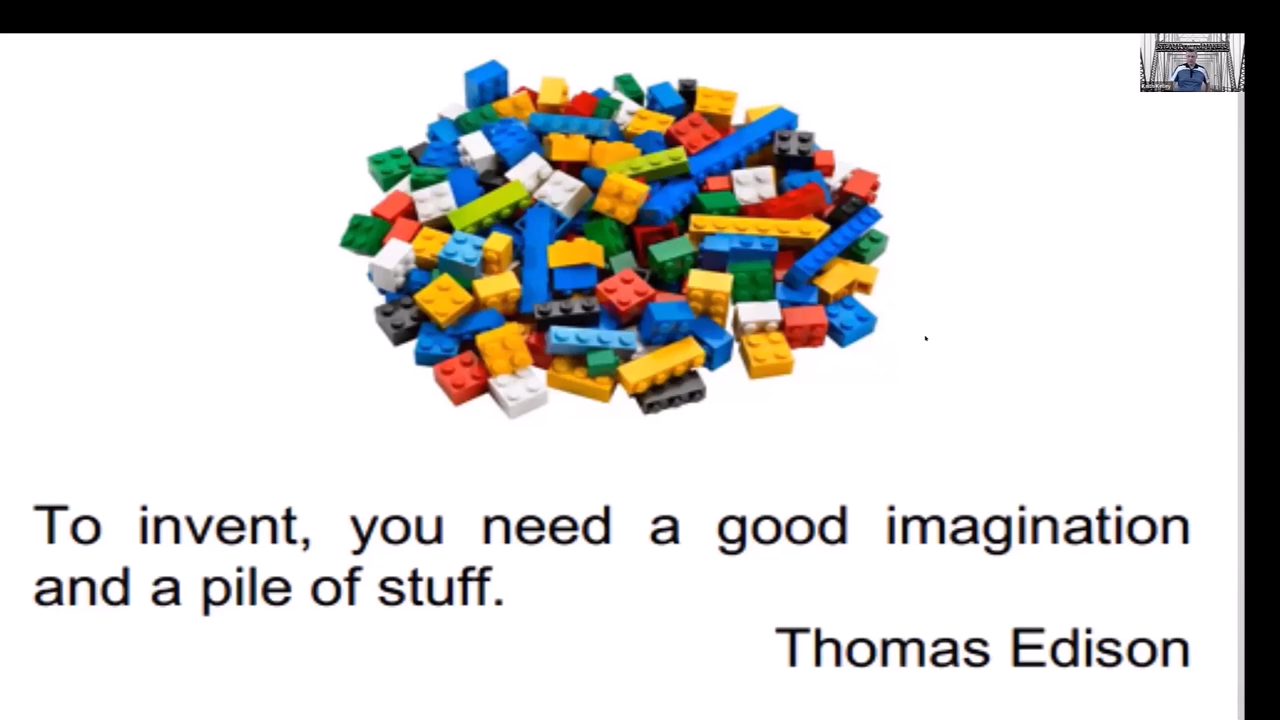 To invent, you need a good imagination
and a pile of stuff.
Thomas Edison